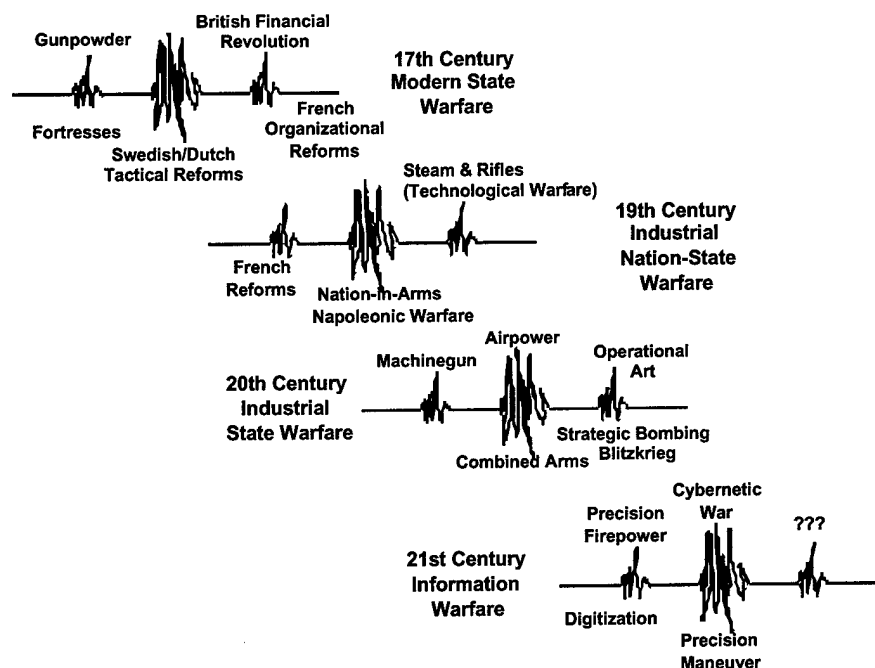 Gunpowder
British Financial
Revolution
Fortresses
Swedish/Dutch
Tactical Reforms
French
Organizational
Reforms
17th Century
Modern State
Warfare
French
Reforms
Nation-in-Arms
Napoleonic Warfare
Steam & Rifles
(Technological Warfare)
19th Century
Industrial
Nation-State
Warfare
20th Century
Industrial
State Warfare
Machinegun
Airpower
Combined Arms
Operational
Art
Strategic Bombing
Blitzkrieg
21st Century
Information
Warfare
Precision
Firepower
Digitization
Cybernetic
War
Precision
Maneuver
???